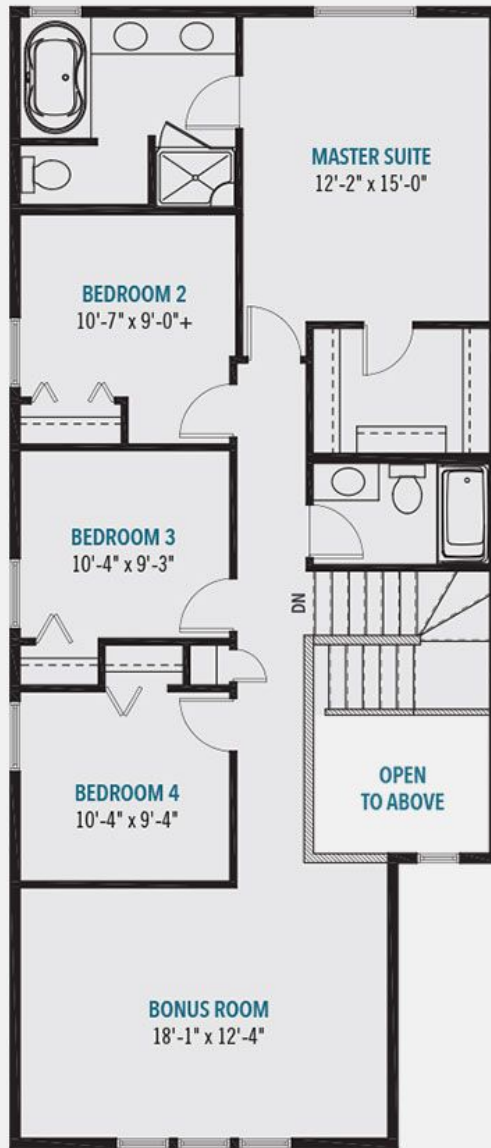 MASTER SUITE
12'-2" x 15'-0"
BEDROOM 2
10'-7" x 9'-0"+
BEDROOM 3
10'-4" x 9'-3"
DN
BEDROOM 4
10'-4" x 9'-4"
OPEN
TO ABOVE
BONUS ROOM
18'-1" x 12'-4"